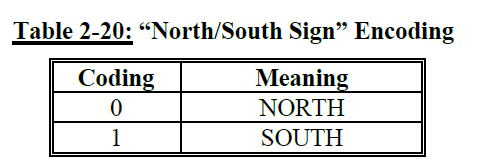 Table 2-20: “North/South Sign” Encoding
Coding Meaning
0 NORTH
1 SOUTH